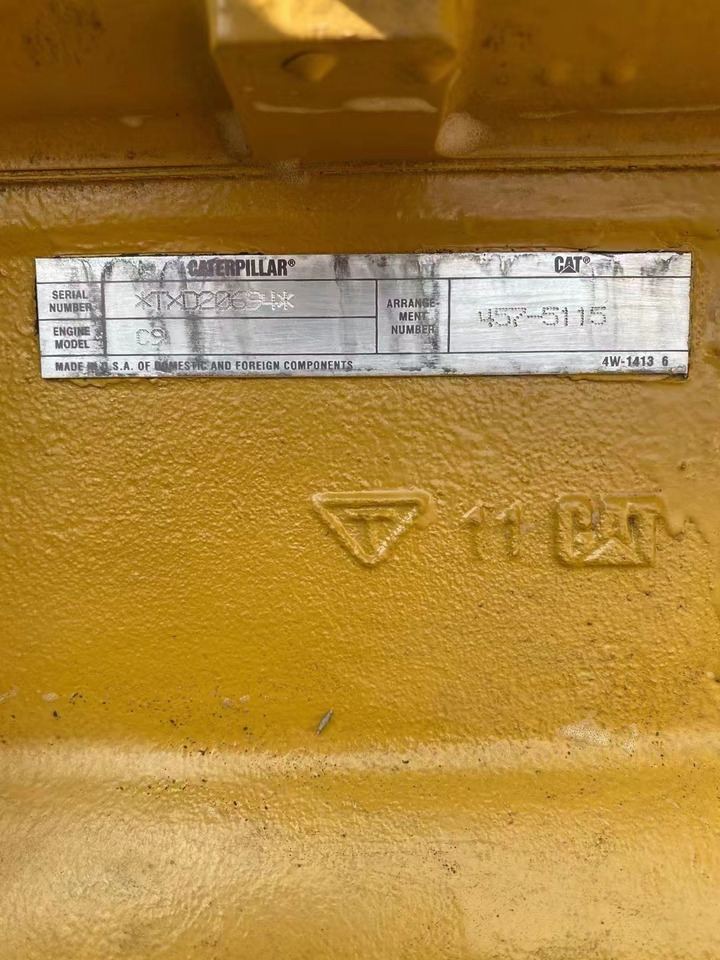 CATERPILLAR® CAT®
SERIAL NUMBER *TXD20694*
ARRANGE-
MENT
NUMBER 457-5115
ENGINE MODEL C9
MADE IN U.S.A. OF DOMESTIC AND FOREIGN COMPONENTS 4W-1413 6
T 11 CAT